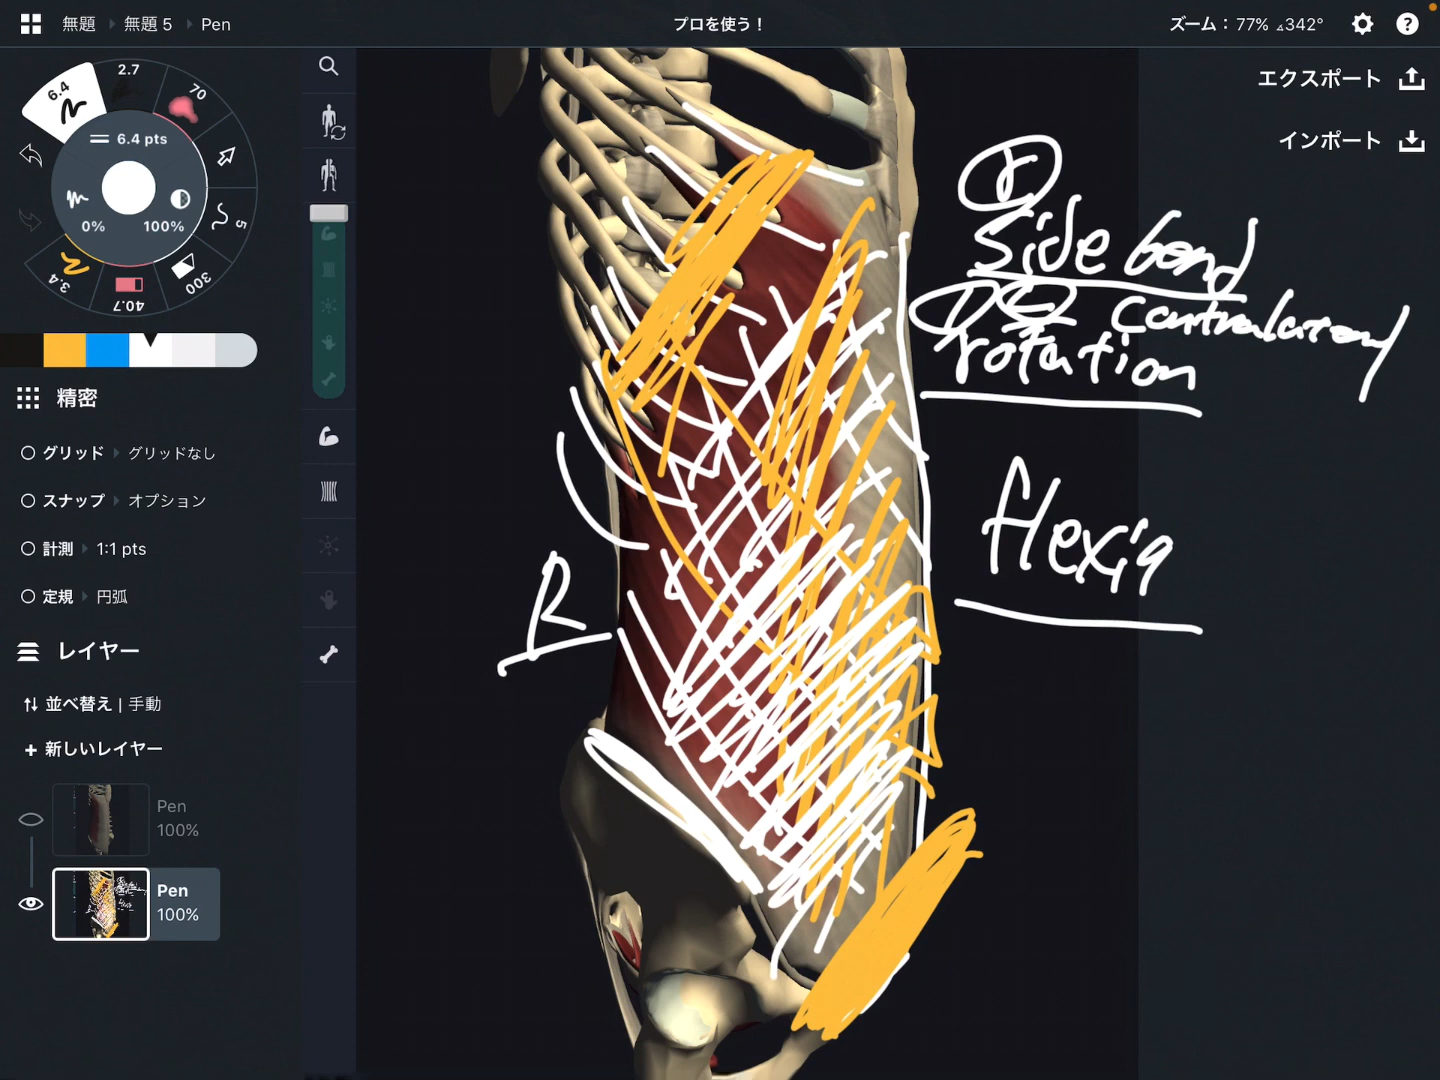 無題 無題 5 Pen
プロを使う！
ズーム： 77% ⊿342°
エクスポート
インポート
6.4
2.7
70
5
300
40.7
3.4
6.4 pts
0% 100%
精密
グリッド グリッドなし
スナップ オプション
計測 1:1 pts
定規 円弧
レイヤー
並べ替え | 手動
+ 新しいレイヤー
Pen
100%
Pen
100%
Side bend
rotation
R